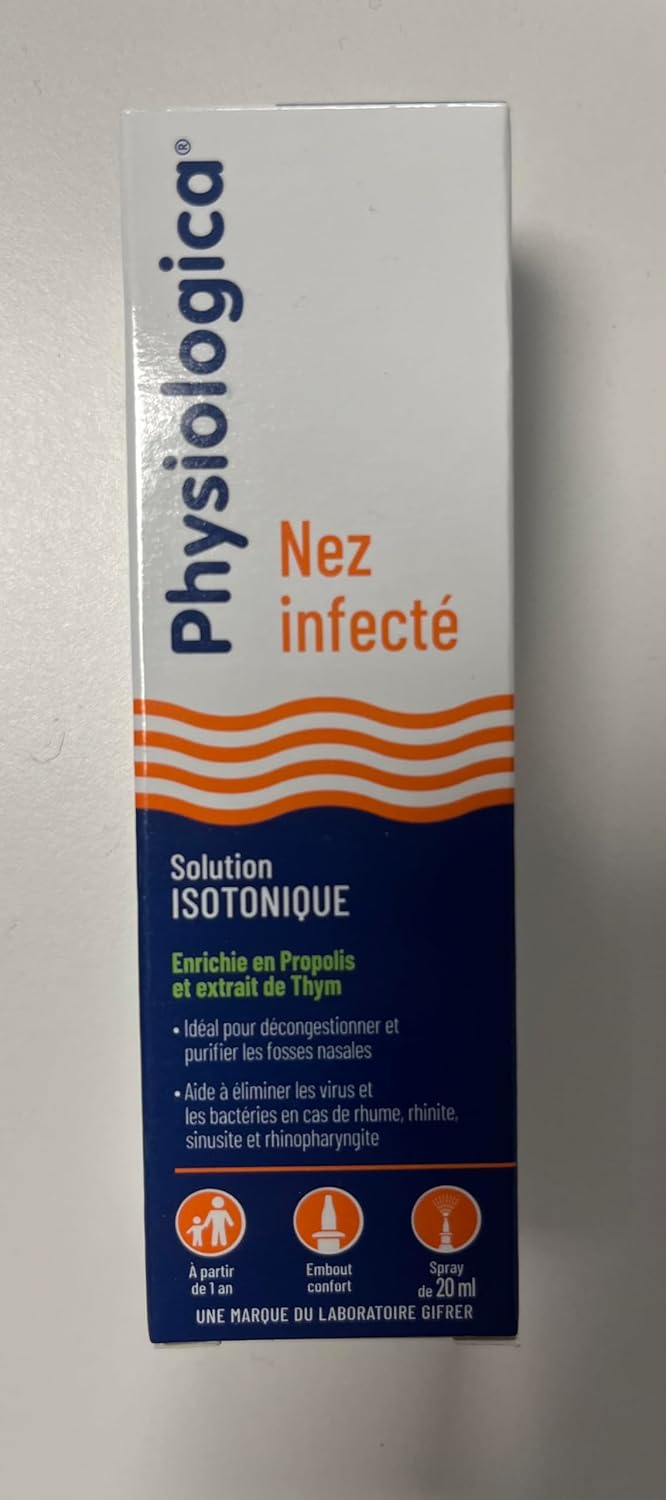 Physiologica®
Nez
infecté
Solution
ISOTONIQUE
Enrichie en Propolis
et extrait de Thym
• Idéal pour décongestionner et
purifier les fosses nasales
• Aide à éliminer les virus et
les bactéries en cas de rhume, rhinite,
sinusite et rhinopharyngite
À partir
de 1 an
Embout
confort
Spray
de 20 ml
UNE MARQUE DU LABORATOIRE GIFRER